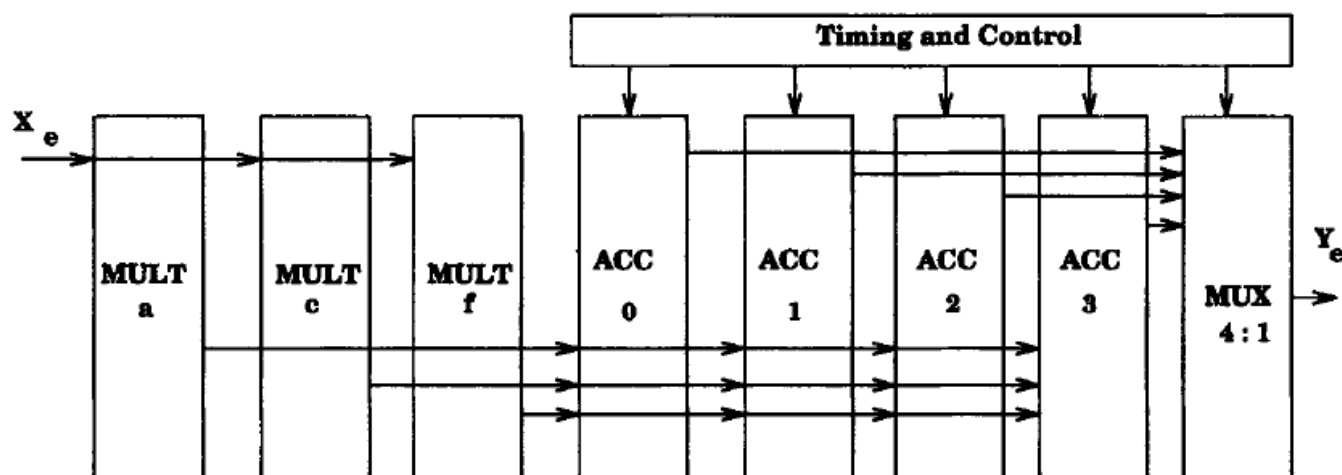 Timing and Control
X e
MULT a
MULT c
MULT f
ACC 0
ACC 1
ACC 2
ACC 3
MUX 4 : 1
Y e